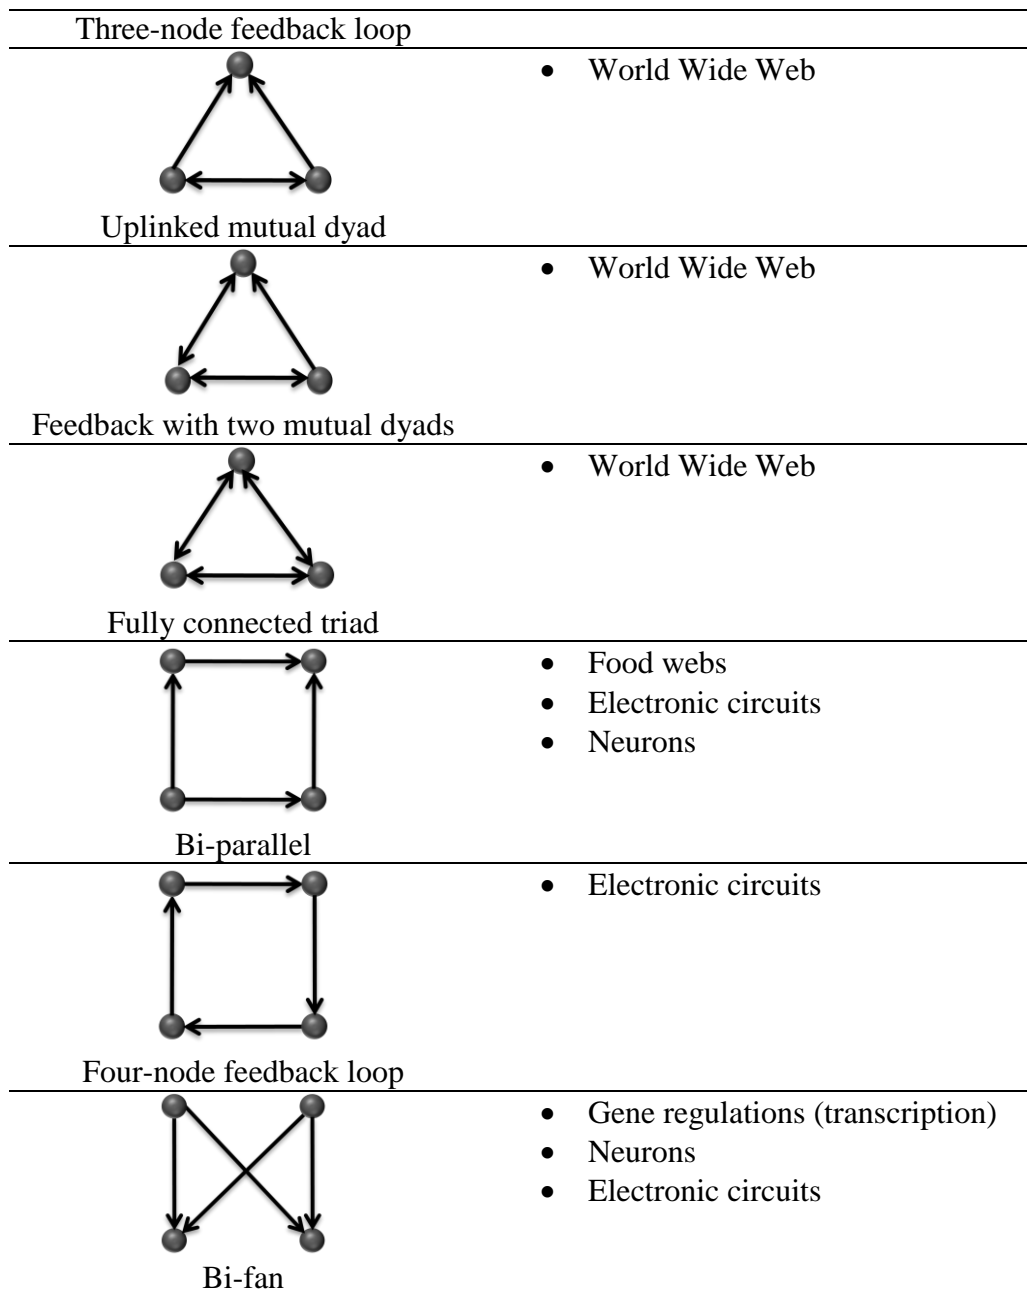 Three-node feedback loop
• World Wide Web
Uplinked mutual dyad
• World Wide Web
Feedback with two mutual dyads
• World Wide Web
Fully connected triad
• Food webs
• Electronic circuits
• Neurons
Bi-parallel
• Electronic circuits
Four-node feedback loop
• Gene regulations (transcription)
• Neurons
• Electronic circuits
Bi-fan